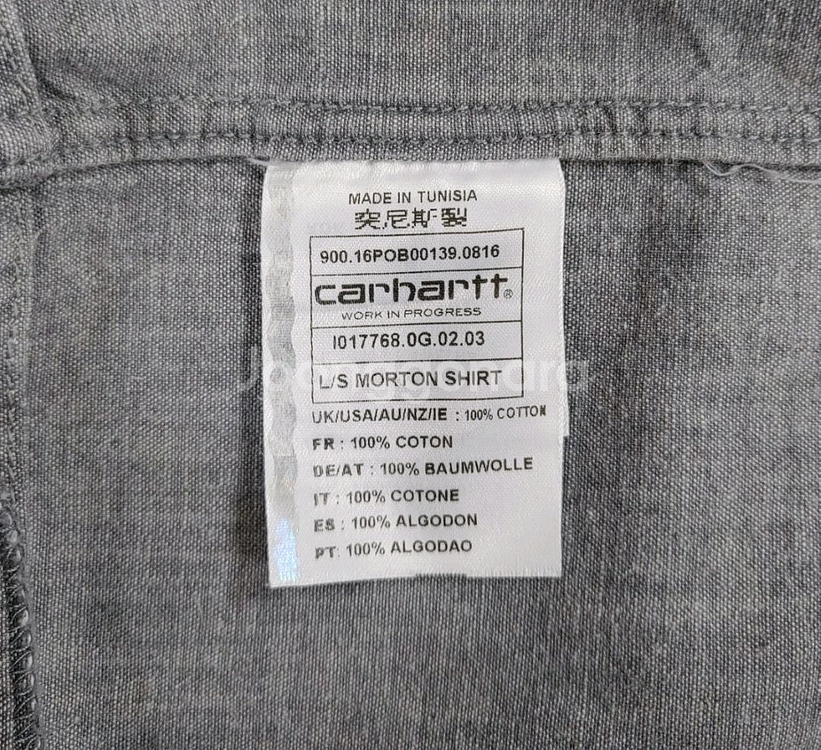 MADE IN TUNISIA
突尼斯製
900.16POB00139.0816
carhartt®
WORK IN PROGRESS
I017768.0G.02.03
L/S MORTON SHIRT
UK/USA/AU/NZ/IE : 100% COTTON
FR : 100% COTON
DE/AT : 100% BAUMWOLLE
IT : 100% COTONE
ES : 100% ALGODON
PT: 100% ALGODAO